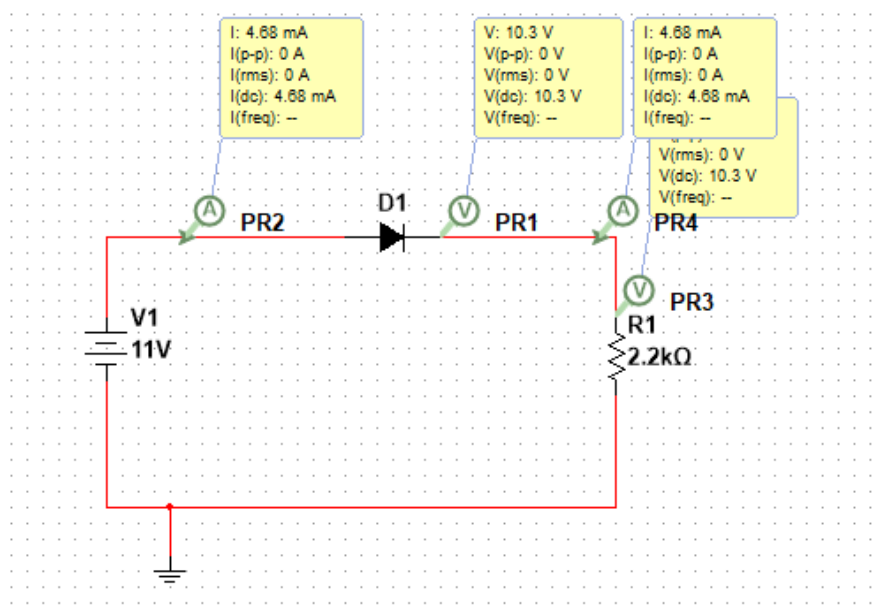 I: 4.68 mA
I(p-p): 0 A
I(rms): 0 A
I(dc): 4.68 mA
I(freq): --
V: 10.3 V
V(p-p): 0 V
V(rms): 0 V
V(dc): 10.3 V
V(freq): --
I: 4.68 mA
I(p-p): 0 A
I(rms): 0 A
I(dc): 4.68 mA
I(freq): --
V(rms): 0 V
V(dc): 10.3 V
V(freq): --
A
PR2
D1
V
PR1
A
PR4
V
PR3
V1
11V
R1
2.2kΩ